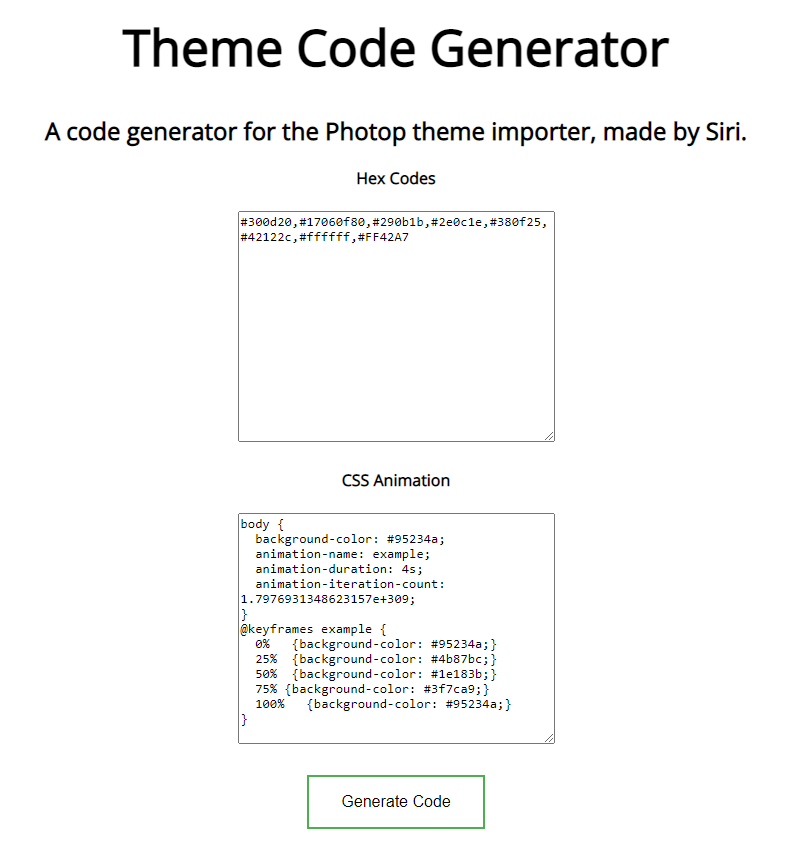 Theme Code Generator
A code generator for the Photop theme importer, made by Siri.
Hex Codes
#300d20,#17060f80,#290b1b,#2e0c1e,#380f25,
#42122c,#ffffff,#FF42A7
CSS Animation
body {
  background-color: #95234a;
  animation-name: example;
  animation-duration: 4s;
  animation-iteration-count:
1.7976931348623157e+309;
}
@keyframes example {
  0%   {background-color: #95234a;}
  25%  {background-color: #4b87bc;}
  50%  {background-color: #1e183b;}
  75% {background-color: #3f7ca9;}
  100%   {background-color: #95234a;}
}
Generate Code